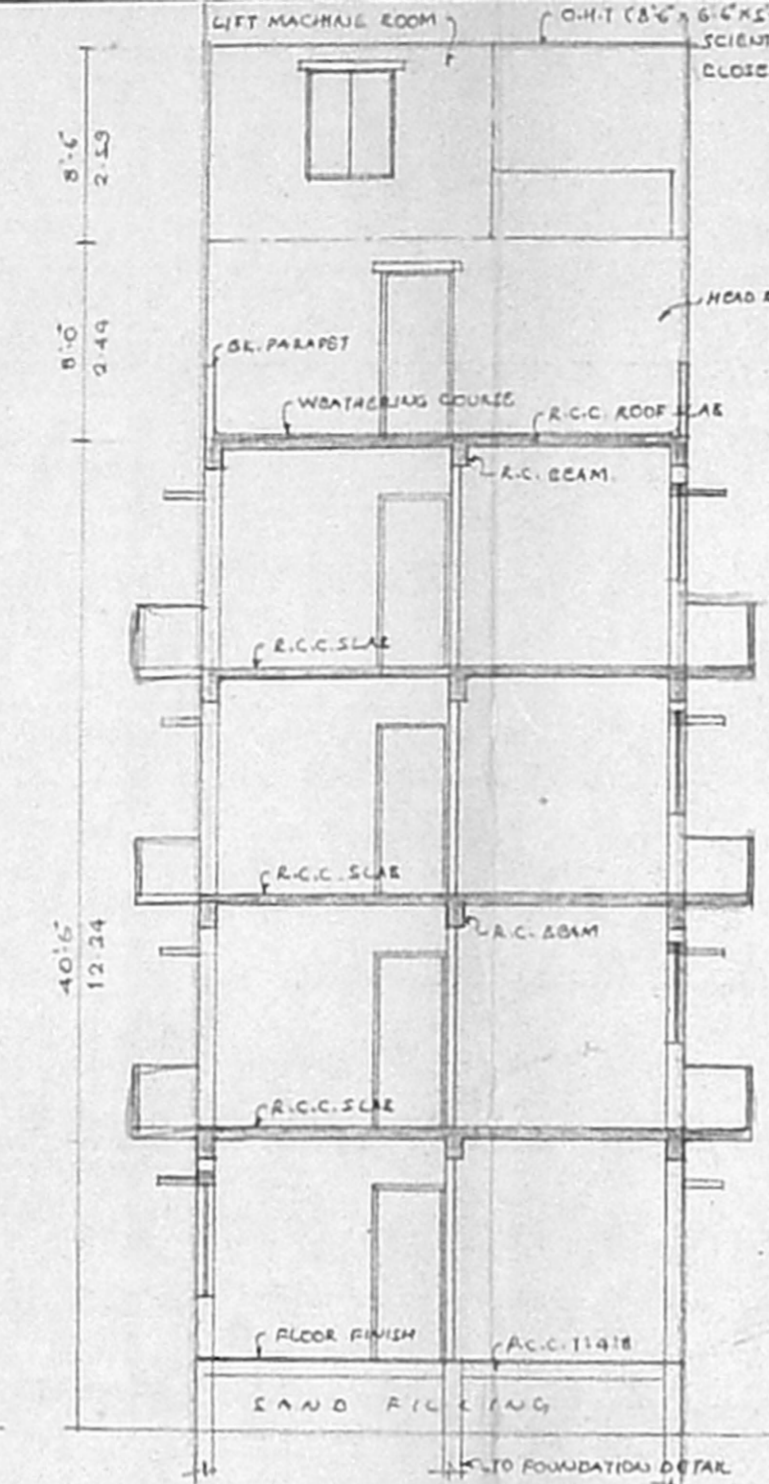 LIFT MACHINE ROOM
O.H.T (8'-6" x 6'-6" x 5'
SCIENT
CLOSE
8'-6"
2.59
HEAD
8'-0"
2.44
BK. PARAPET
WEATHERING COURSE
R.C.C. ROOF SLAB
R.C. BEAM
R.C.C. SLAB
R.C.C. SLAB
R.C. BEAM
40'-6"
12.34
R.C.C. SLAB
FLOOR FINISH
P.C.C. 1:4:8
SAND FILLING
TO FOUNDATION DETAIL